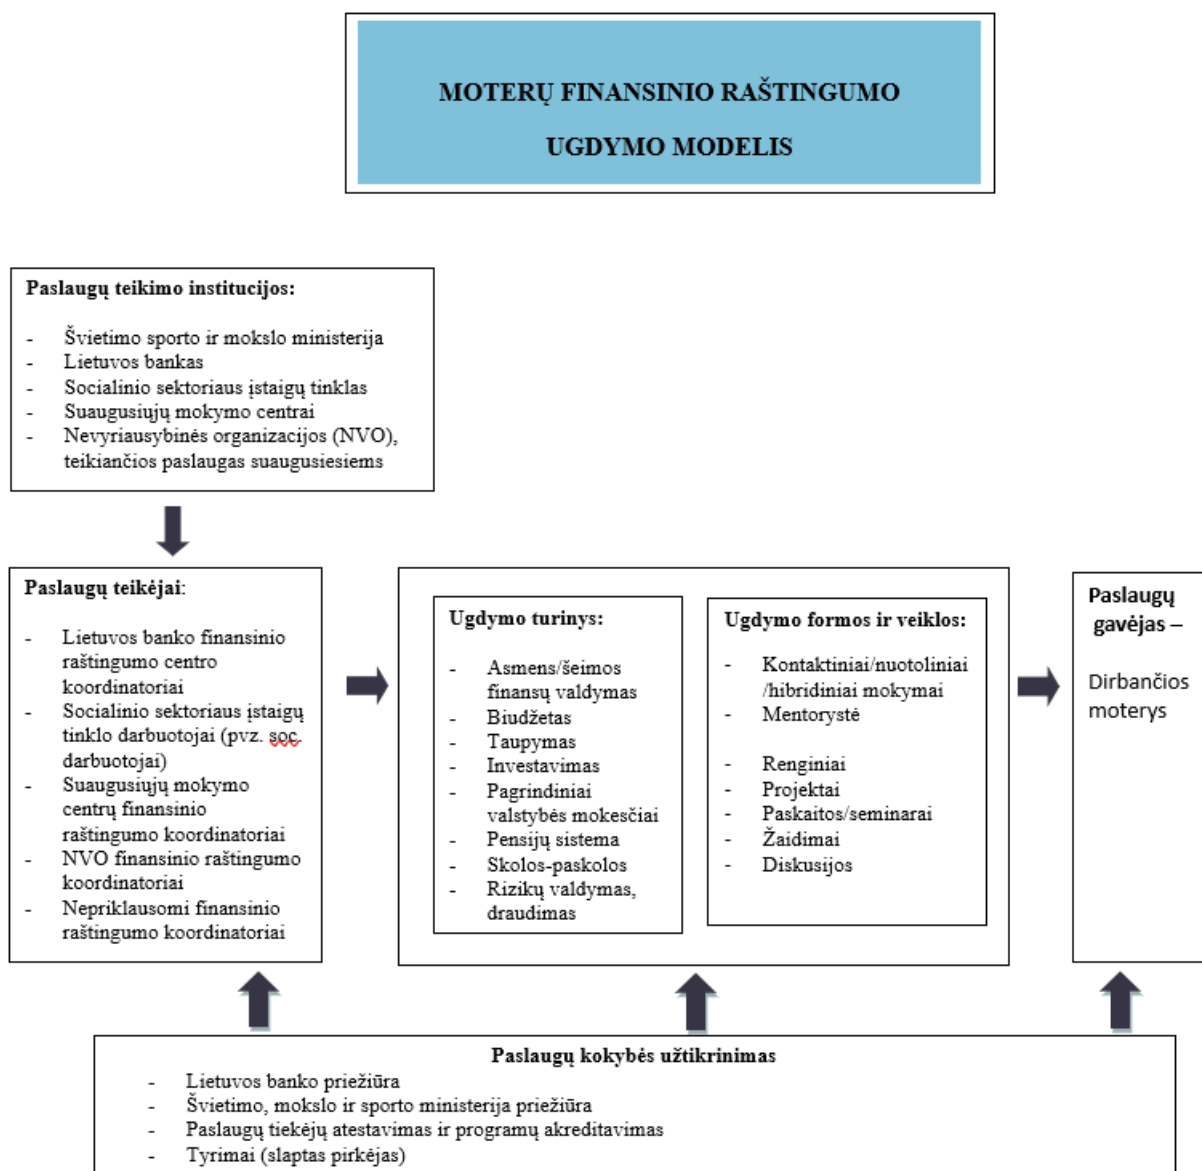 MOTERŲ FINANSINIO RAŠTINGUMO
UGDYMO MODELIS
Paslaugų teikimo institucijos:
- Švietimo sporto ir mokslo ministerija
- Lietuvos bankas
- Socialinio sektoriaus įstaigų tinklas
- Suaugusiųjų mokymo centrai
- Nevyriausybinės organizacijos (NVO),
teikiančios paslaugas suaugusiesiems
Paslaugų teikėjai:
- Lietuvos banko finansinio
raštingumo centro
koordinatoriai
- Socialinio sektoriaus įstaigų
tinklo darbuotojai (pvz. soc.
darbuotojai)
- Suaugusiųjų mokymo
centrų finansinio
raštingumo koordinatoriai
- NVO finansinio raštingumo
koordinatoriai
- Nepriklausomi finansinio
raštingumo koordinatoriai
Ugdymo turinys:
- Asmens/šeimos
finansų valdymas
- Biudžetas
- Taupymas
- Investavimas
- Pagrindiniai
valstybės mokesčiai
- Pensijų sistema
- Skolos-paskolos
- Rizikų valdymas,
draudimas
Ugdymo formos ir veiklos:
- Kontaktiniai/nuotoliniai
/hibridiniai mokymai
- Mentorystė
- Renginiai
- Projektai
- Paskaitos/seminarai
- Žaidimai
- Diskusijos
Paslaugų
gavėjas –
Dirbančios
moterys
Paslaugų kokybės užtikrinimas
- Lietuvos banko priežiūra
- Švietimo, mokslo ir sporto ministerija priežiūra
- Paslaugų tiekėjų atestavimas ir programų akreditavimas
- Tyrimai (slaptas pirkėjas)